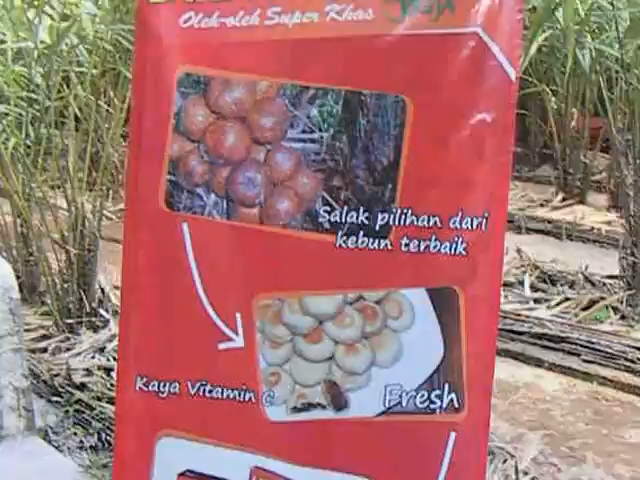 Oleh-oleh Super Khas
Salak pilihan dari
kebun terbaik
Kaya Vitamin C
Fresh